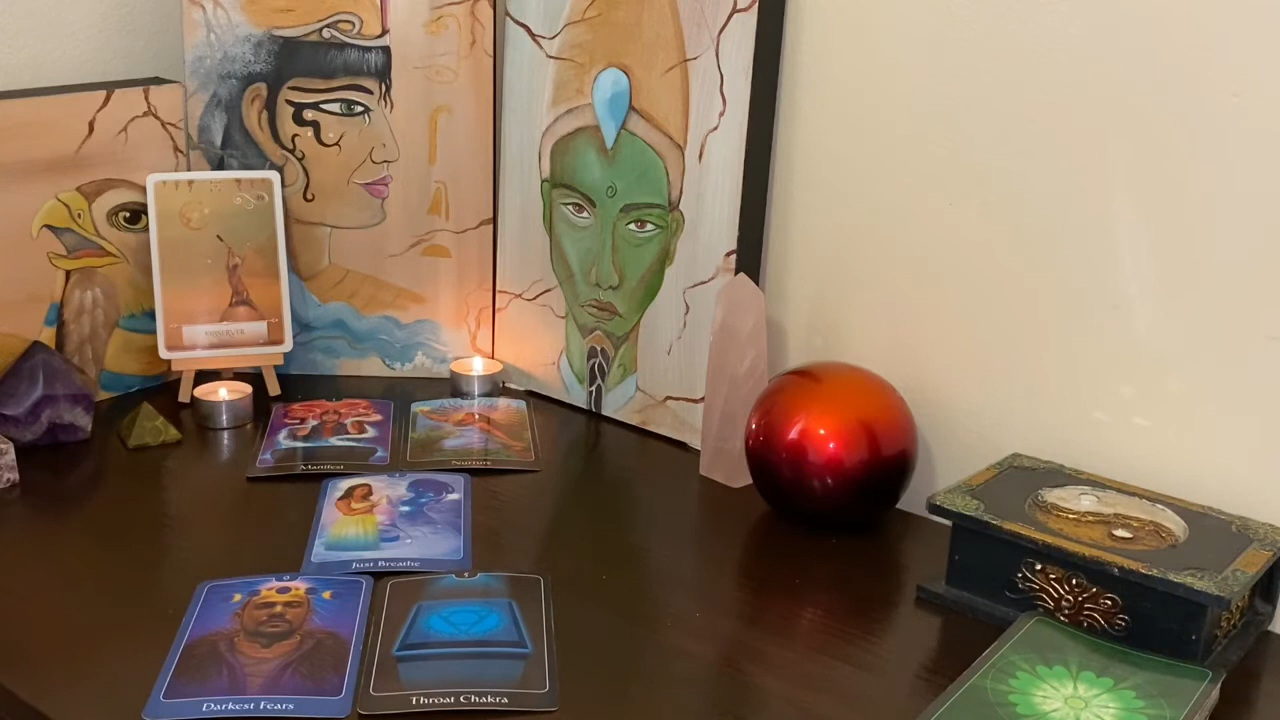 OBSERVER
Manifest
Nurture
Just Breathe
Darkest Fears
Throat Chakra